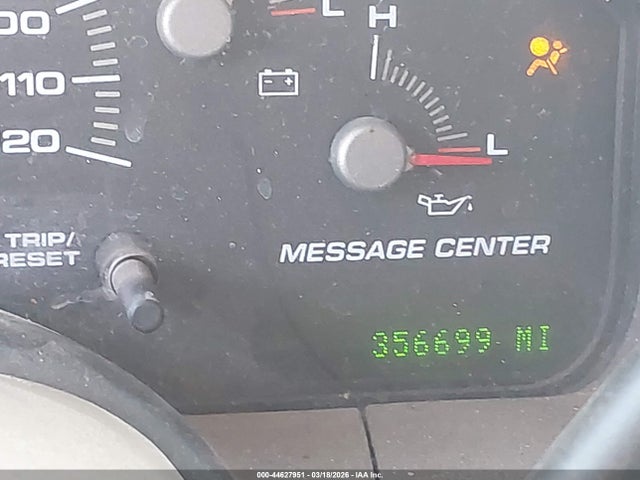 L
H
00
110
20
L
TRIP/
RESET
MESSAGE CENTER
356699 MI
000-44627951 - 03/18/2026 - IAA Inc.